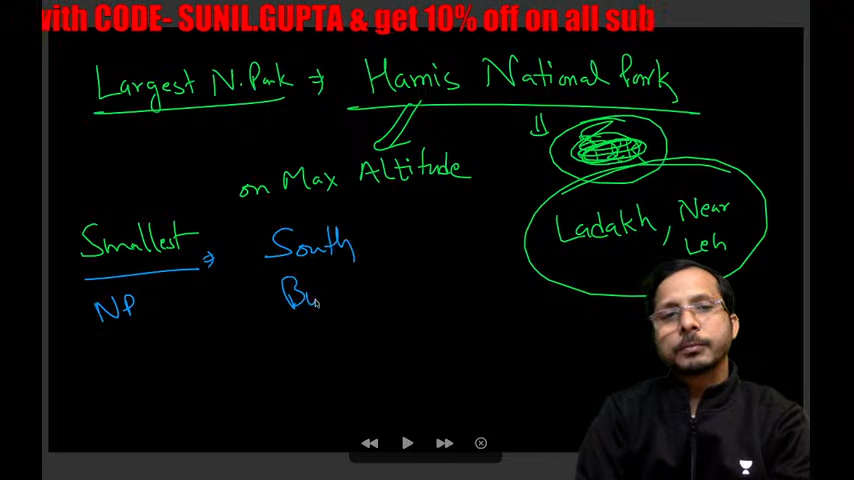 with CODE- SUNIL.GUPTA & get 10% off on all sub
Largest N.Park ⇒ Hamis National Park
on Max Altitude
Ladakh, Near
Leh
Smallest ⇒ South
NP Bu